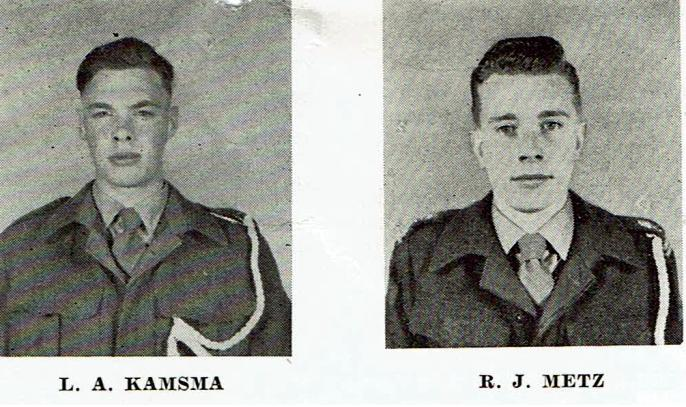 L. A. KAMSMA
R. J. METZ